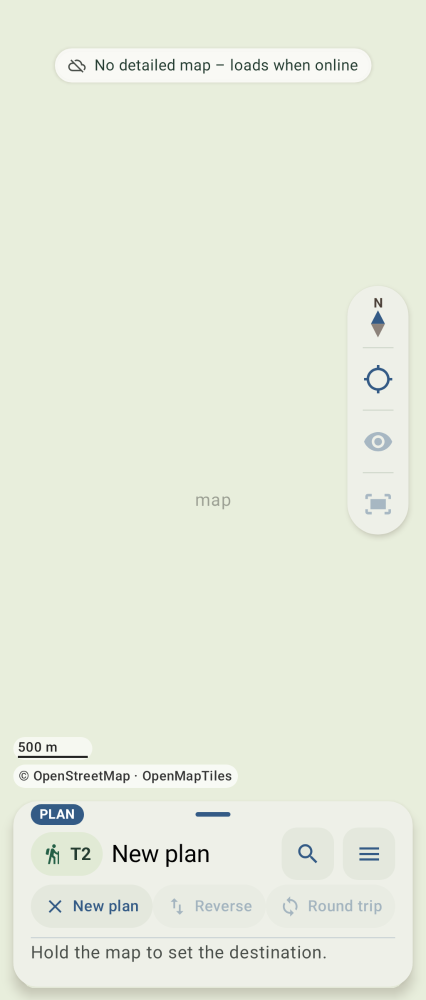 No detailed map – loads when online
N
map
500 m
© OpenStreetMap · OpenMapTiles
PLAN
T2 New plan
New plan Reverse Round trip
Hold the map to set the destination.